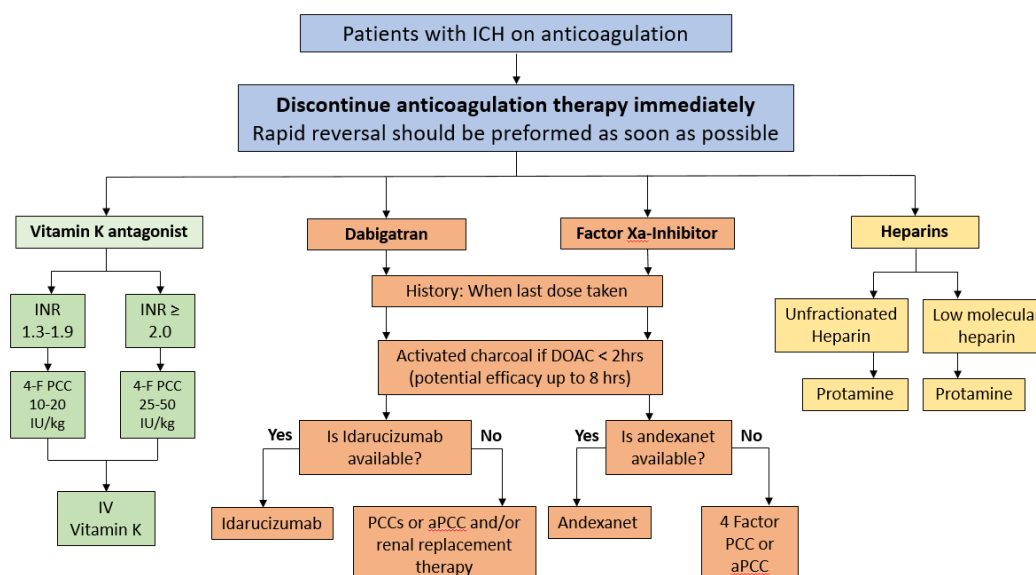 Patients with ICH on anticoagulation
Discontinue anticoagulation therapy immediately
Rapid reversal should be preformed as soon as possible
Vitamin K antagonist
Dabigatran
Factor Xa-Inhibitor
Heparins
INR
1.3-1.9
INR ≥
2.0
History: When last dose taken
Unfractionated
Heparin
Low molecular
heparin
4-F PCC
10-20
IU/kg
4-F PCC
25-50
IU/kg
Activated charcoal if DOAC < 2hrs
(potential efficacy up to 8 hrs)
Protamine
Protamine
Yes
Is Idarucizumab
available?
No
Yes
Is andexanet
available?
No
IV
Vitamin K
Idarucizumab
PCCs or aPCC and/or
renal replacement
therapy
Andexanet
4 Factor
PCC or
aPCC